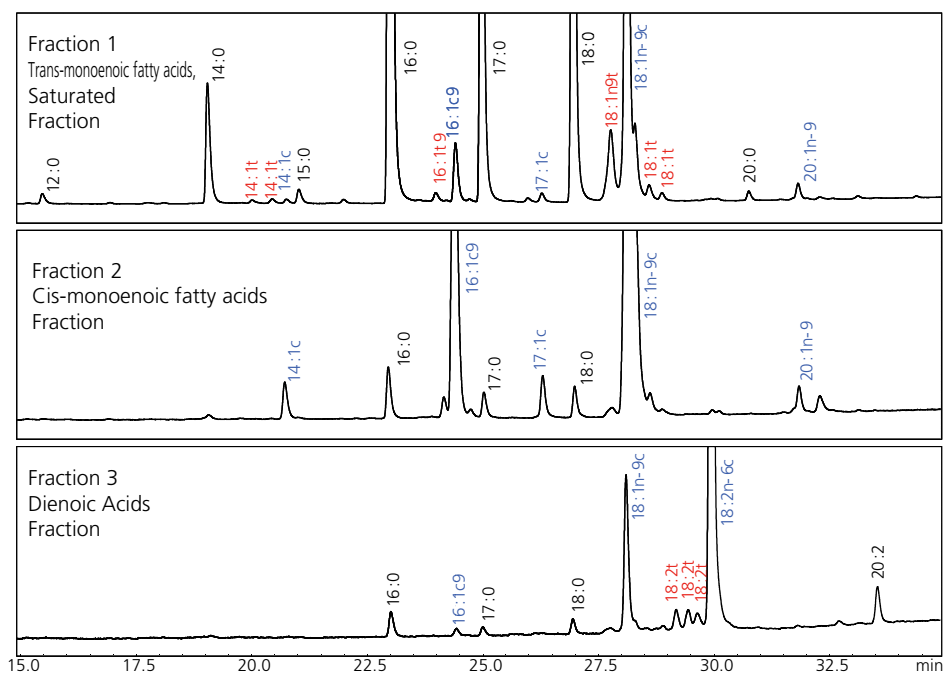 Fraction 1
Trans-monoenoic fatty acids,
Saturated
Fraction
12:0
14:0
14:1t
14:1t
14:1c
15:0
16:0
16:1t 9
16:1c9
17:0
17:1c
18:0
18:1n9t
18:1n-9c
18:1t
18:1t
20:0
20:1n-9
Fraction 2
Cis-monoenoic fatty acids
Fraction
14:1c
16:0
16:1c9
17:0
17:1c
18:0
18:1n-9c
20:1n-9
Fraction 3
Dienoic Acids
Fraction
16:0
16:1c9
17:0
18:0
18:1n-9c
18:2t
18:2t
18:2t
18:2n-6c
20:2
15.0 17.5 20.0 22.5 25.0 27.5 30.0 32.5 min